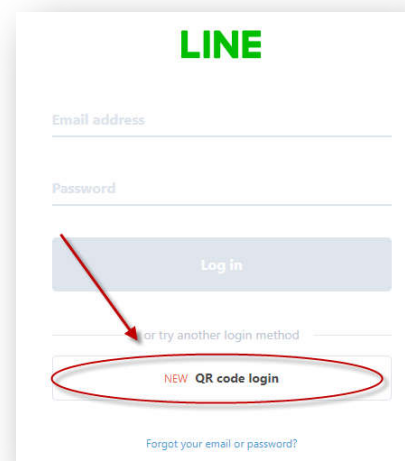 LINE
Email address
Password
Log in
or try another login method
NEW QR code login
Forgot your email or password?